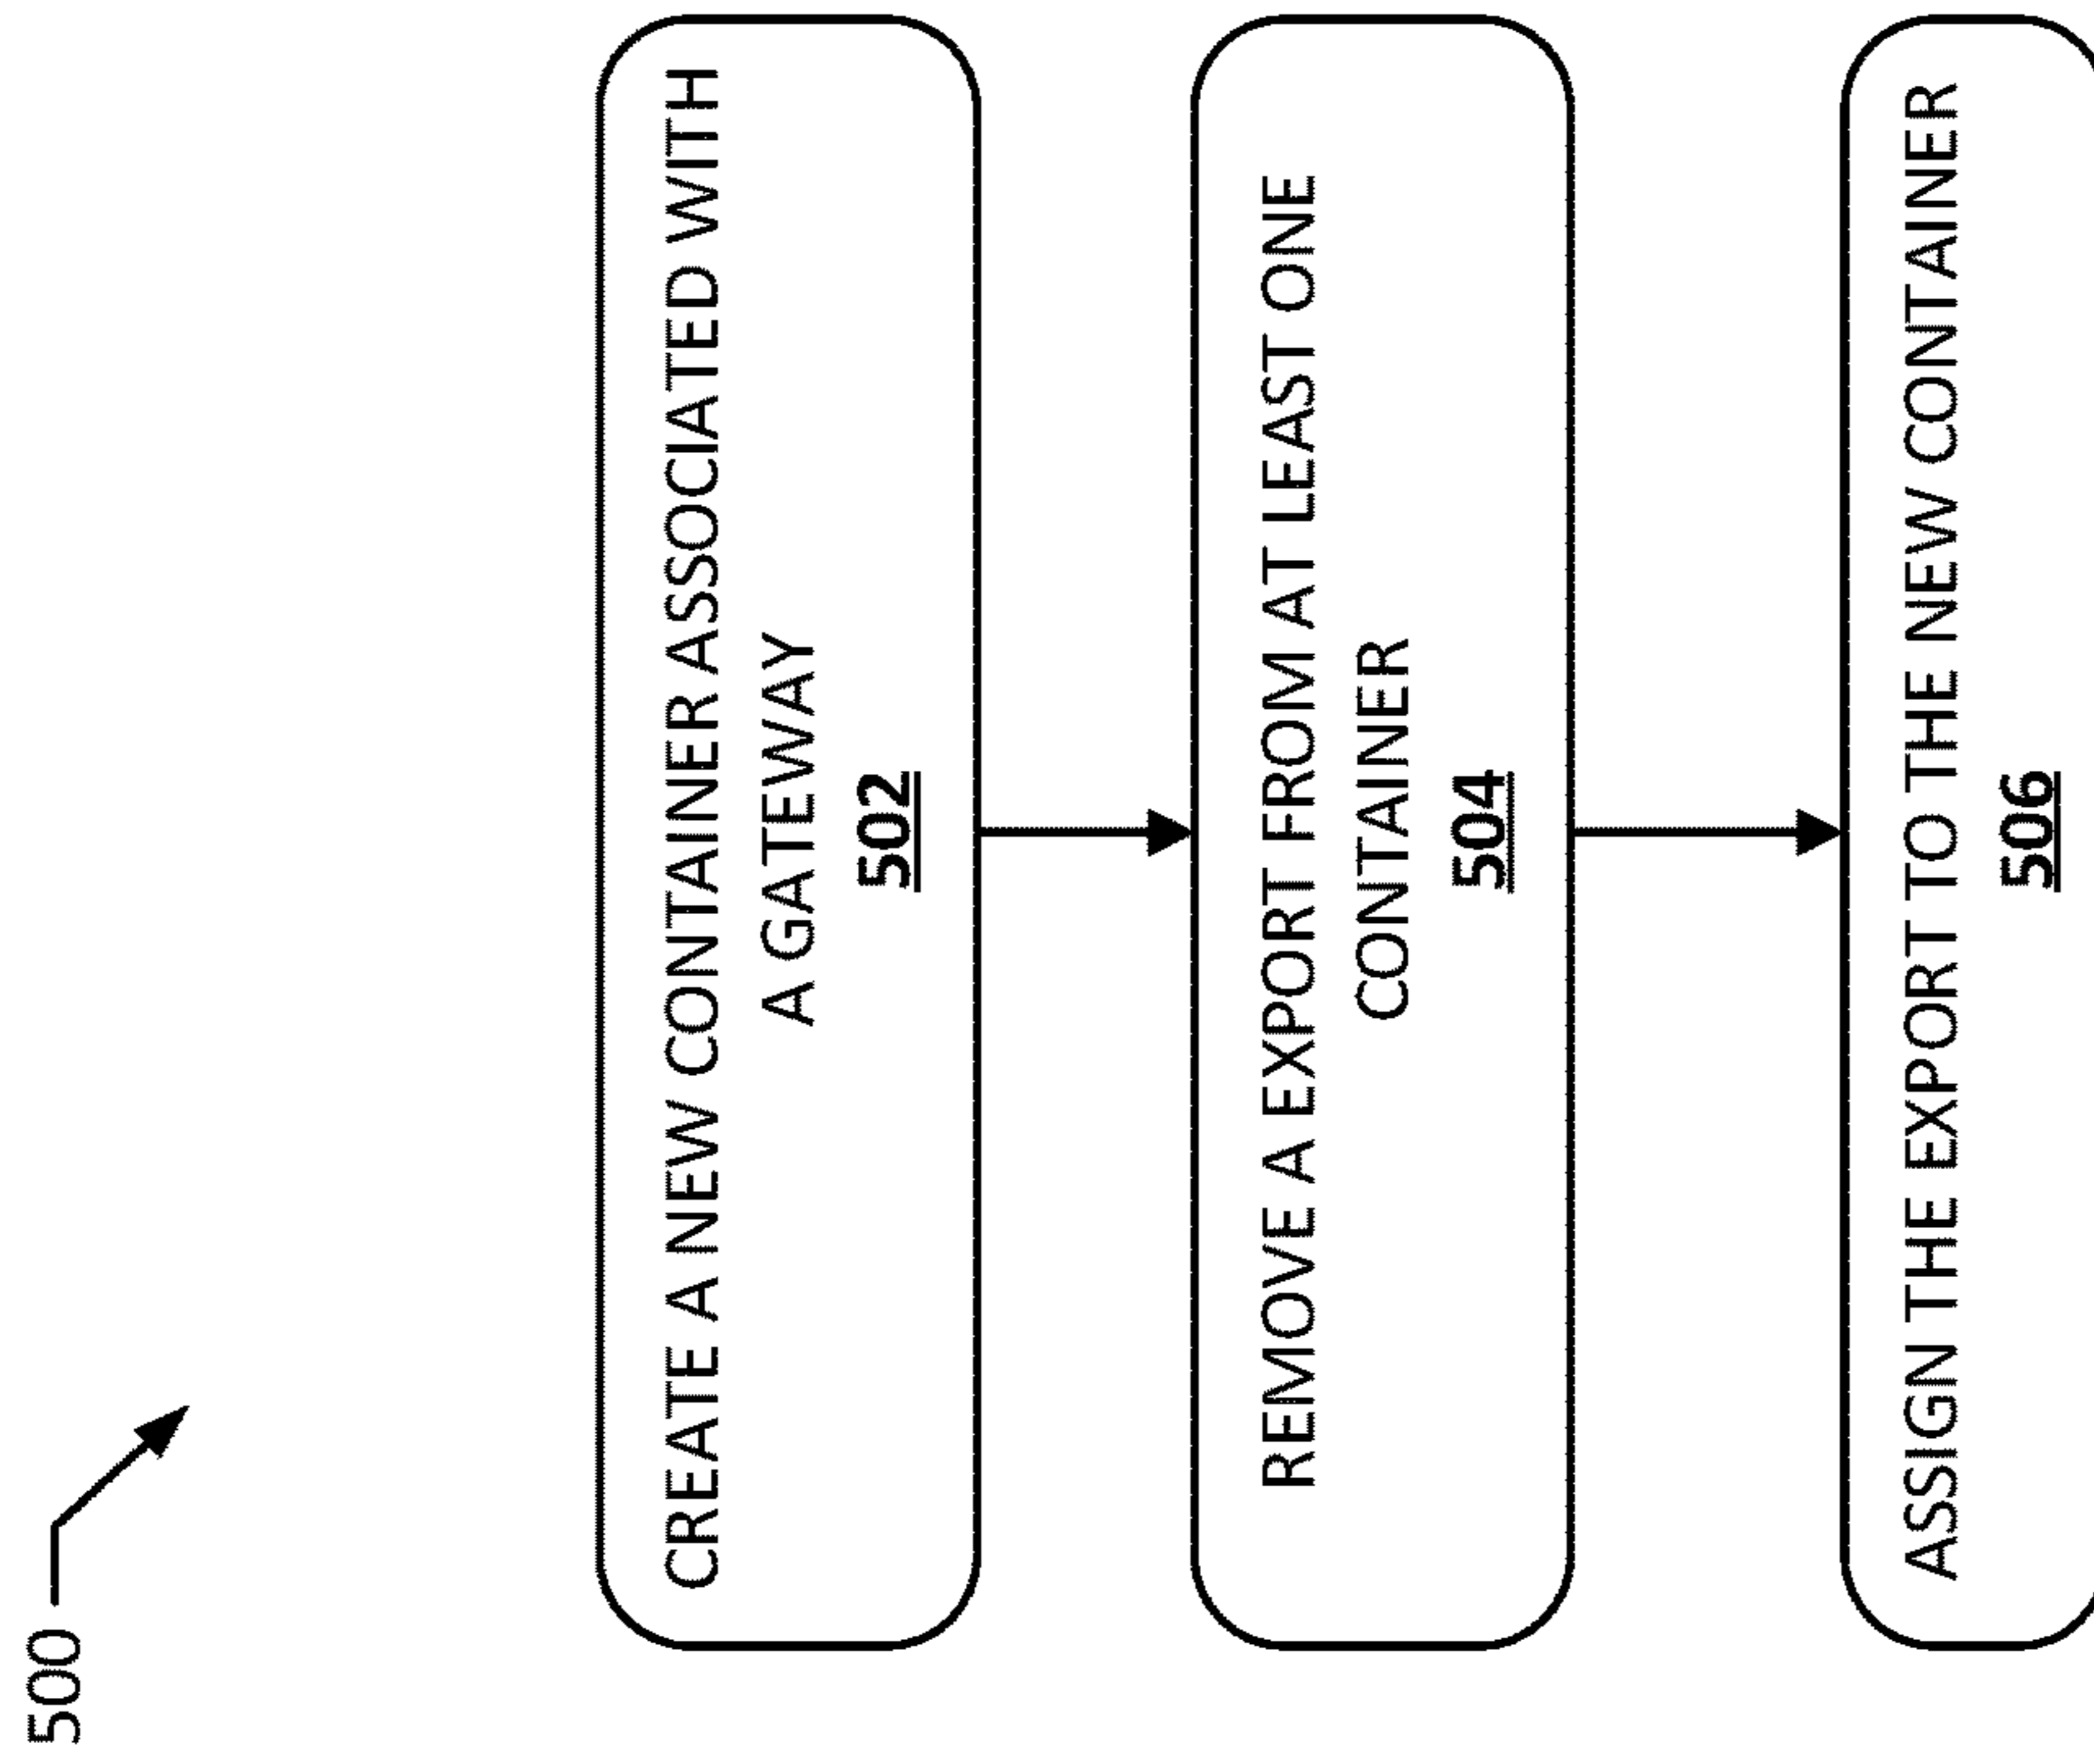 500
CREATE A NEW CONTAINER ASSOCIATED WITH
A GATEWAY
502
REMOVE A EXPORT FROM AT LEAST ONE
CONTAINER
504
ASSIGN THE EXPORT TO THE NEW CONTAINER
506